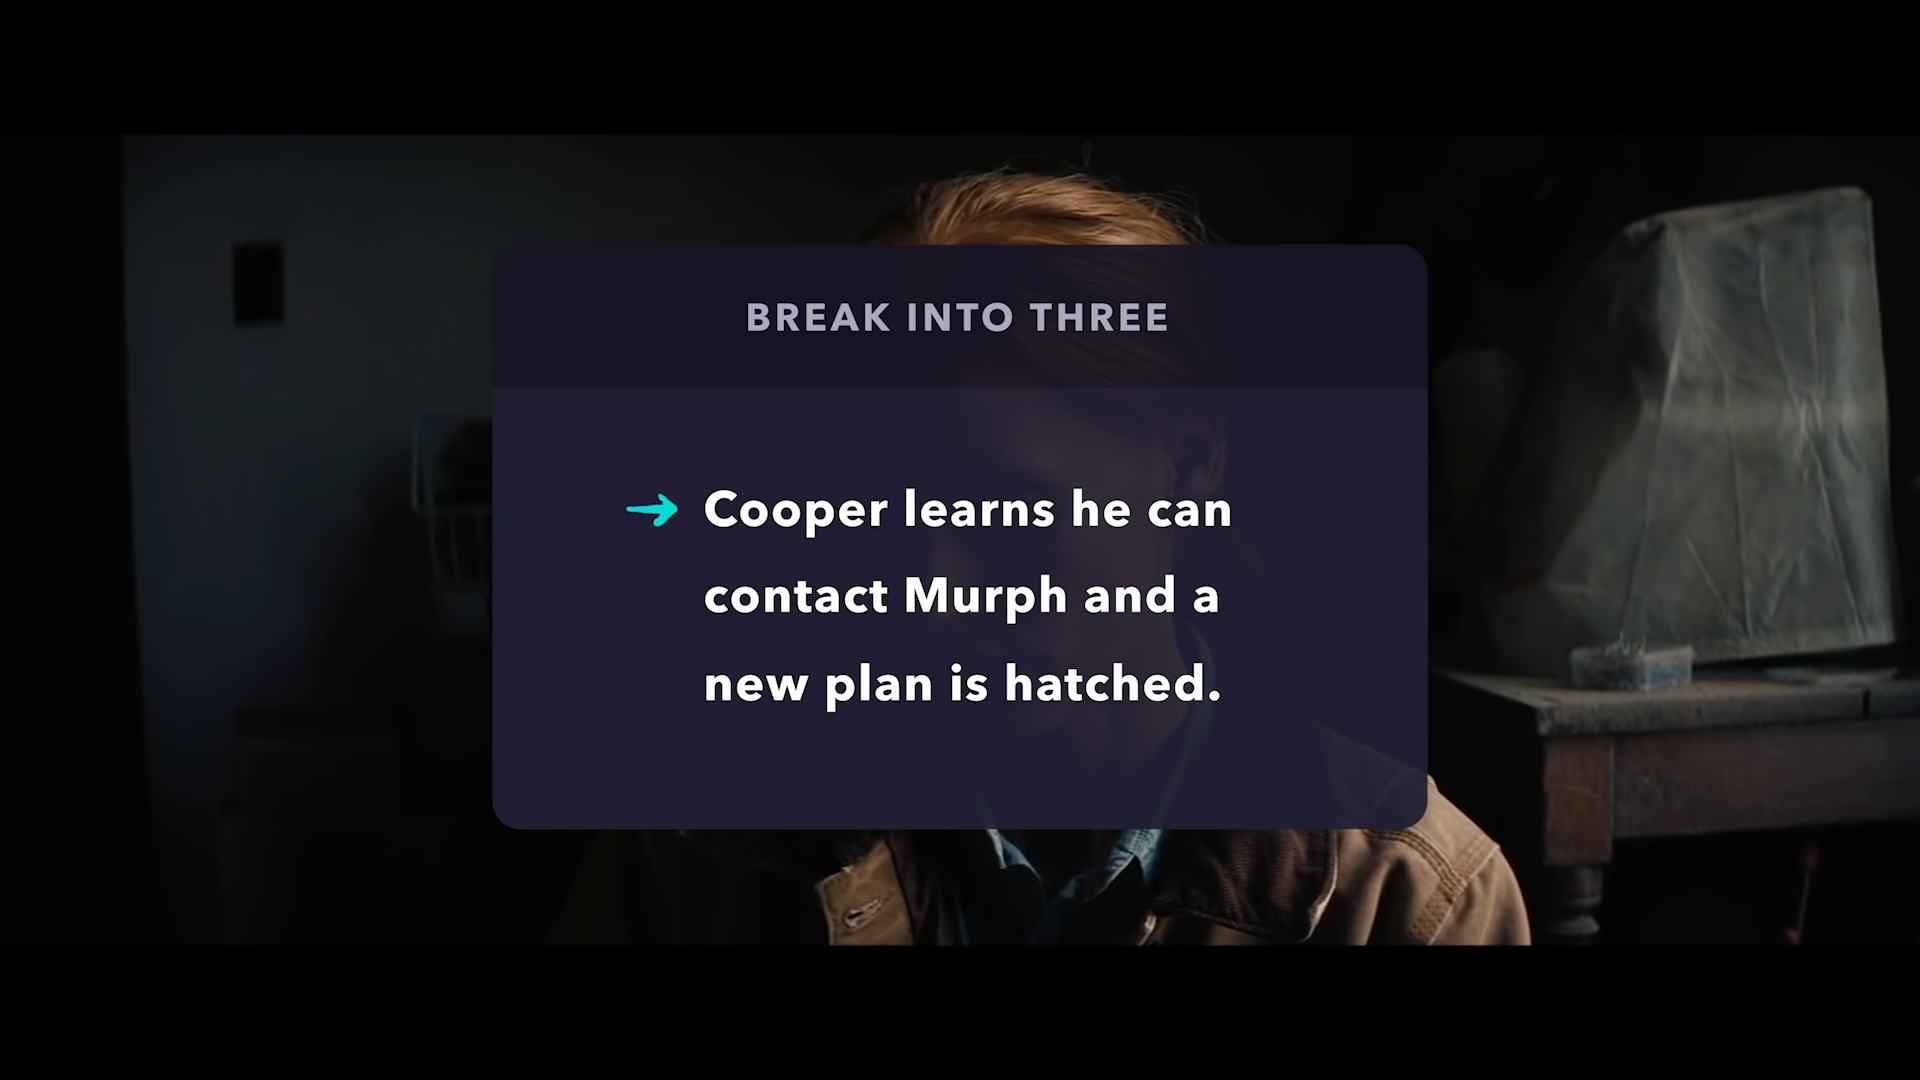 BREAK INTO THREE
Cooper learns he can
contact Murph and a
new plan is hatched.